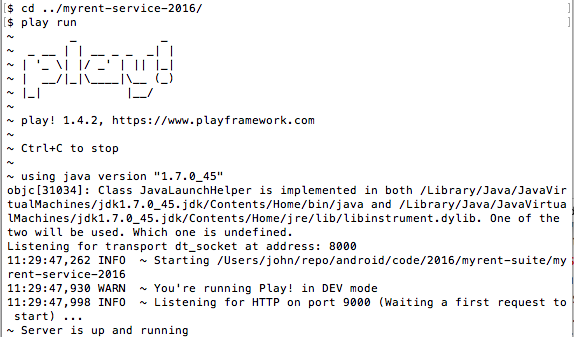 [$ cd ../myrent-service-2016/
[$ play run
~        _            _
~  _ __ | | __ _ _  _| |
~ | '_ \| |/ _' | || |_|
~ |  __/|_|\____|\__ (_)
~ |_|            |__/
~
~ play! 1.4.2, https://www.playframework.com
~
~ Ctrl+C to stop
~
~ using java version "1.7.0_45"
objc[31034]: Class JavaLaunchHelper is implemented in both /Library/Java/JavaVir
tualMachines/jdk1.7.0_45.jdk/Contents/Home/bin/java and /Library/Java/JavaVirtua
lMachines/jdk1.7.0_45.jdk/Contents/Home/jre/lib/libinstrument.dylib. One of the
two will be used. Which one is undefined.
Listening for transport dt_socket at address: 8000
11:29:47,262 INFO  ~ Starting /Users/john/repo/android/code/2016/myrent-suite/my
rent-service-2016
11:29:47,930 WARN  ~ You're running Play! in DEV mode
11:29:47,998 INFO  ~ Listening for HTTP on port 9000 (Waiting a first request to
 start) ...
~ Server is up and running